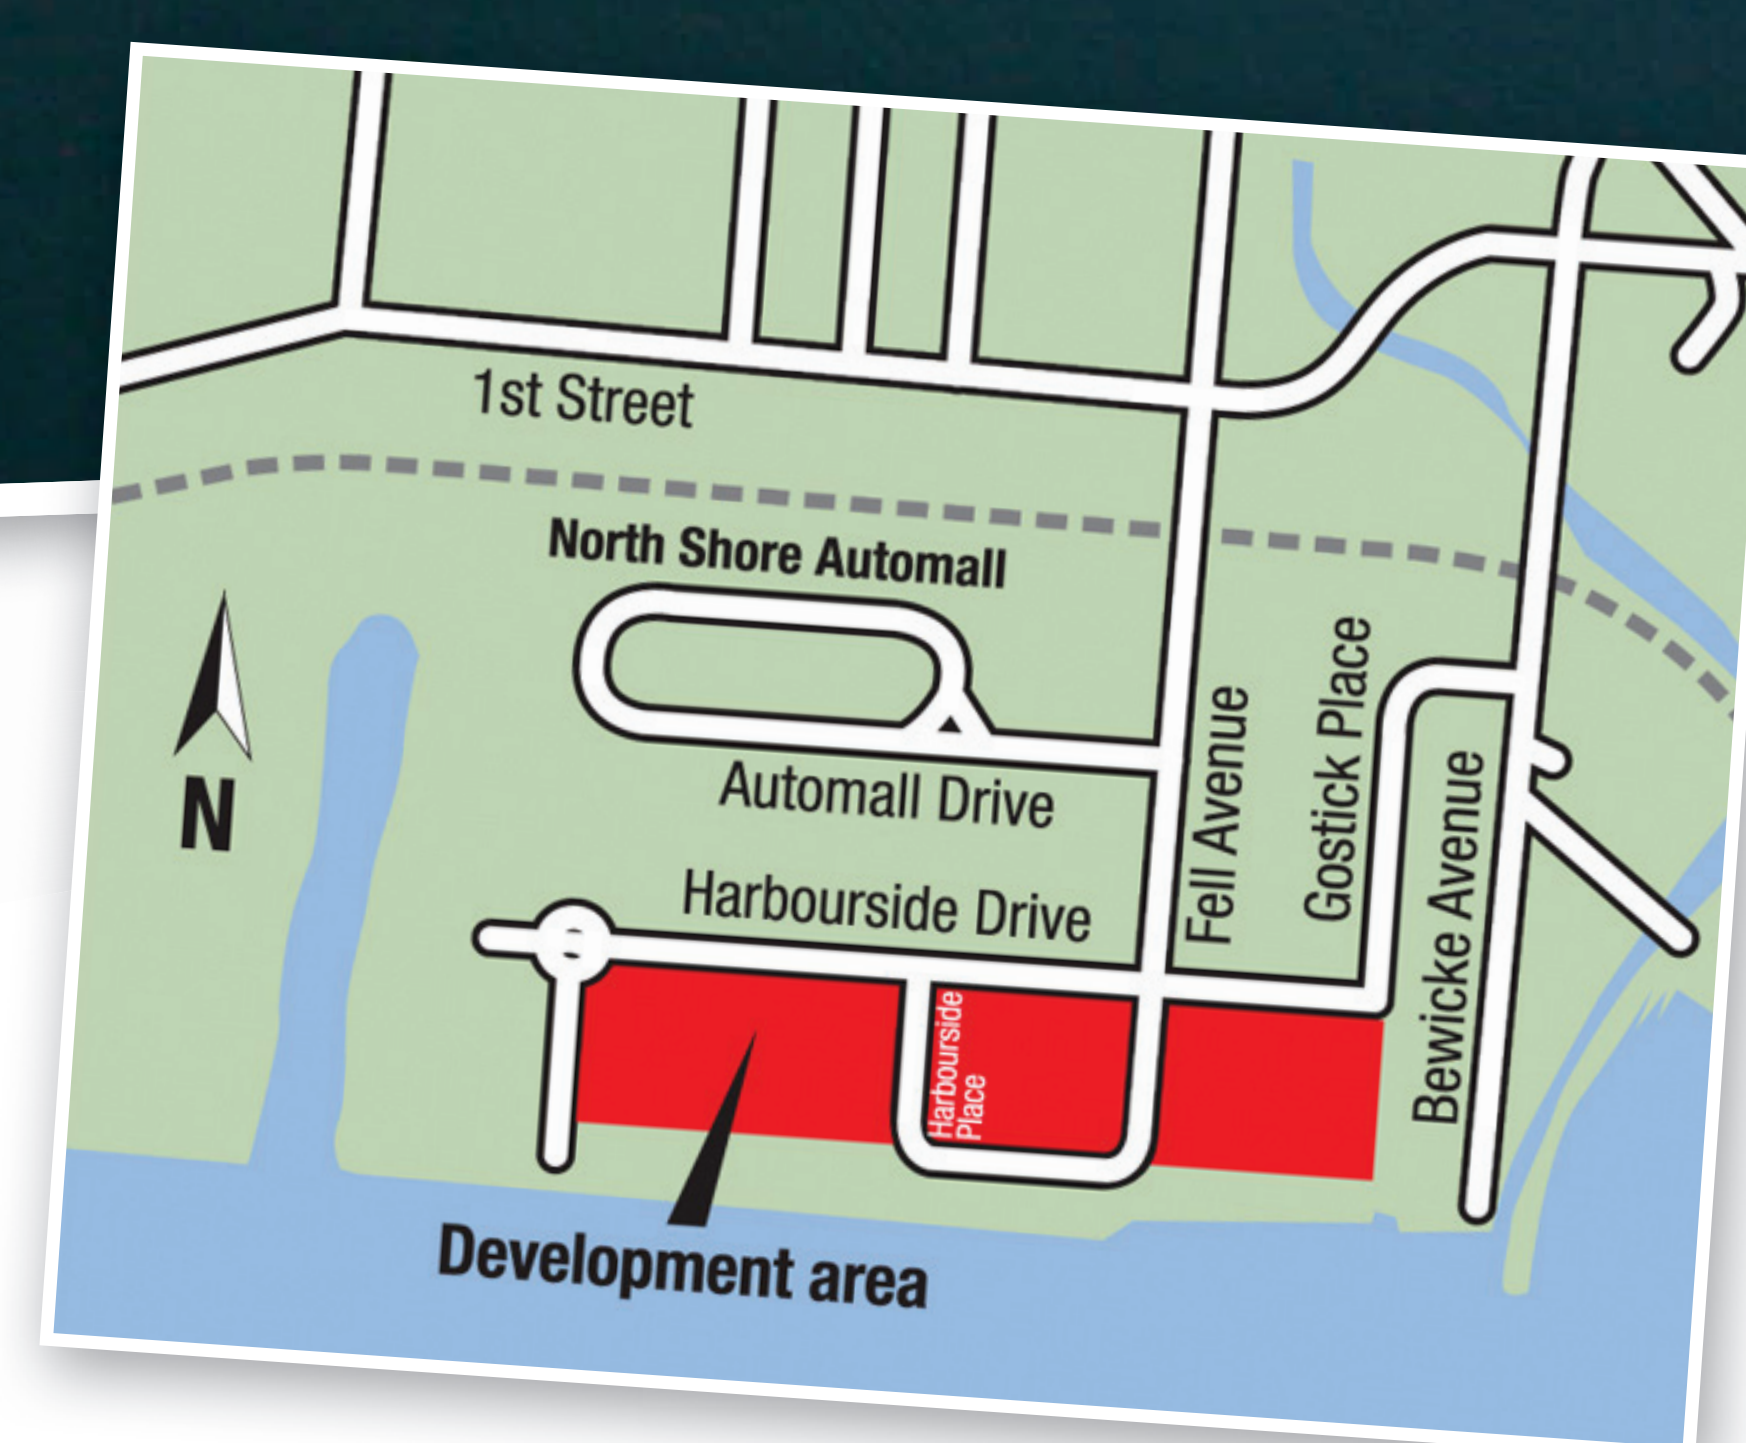 1st Street
North Shore Automall
Automall Drive
Harbourside Drive
Fell Avenue
Gostick Place
Bewicke Avenue
Harbourside
Place
N
Development area